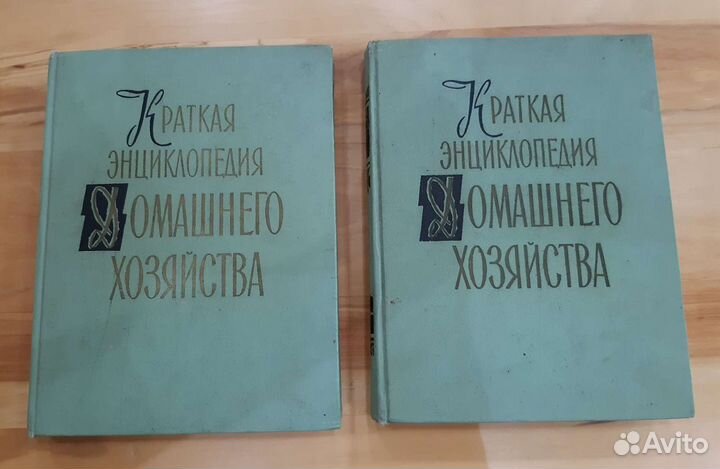 Краткая
энциклопедия
Домашнего
хозяйства
Краткая
энциклопедия
Домашнего
хозяйства
Avito